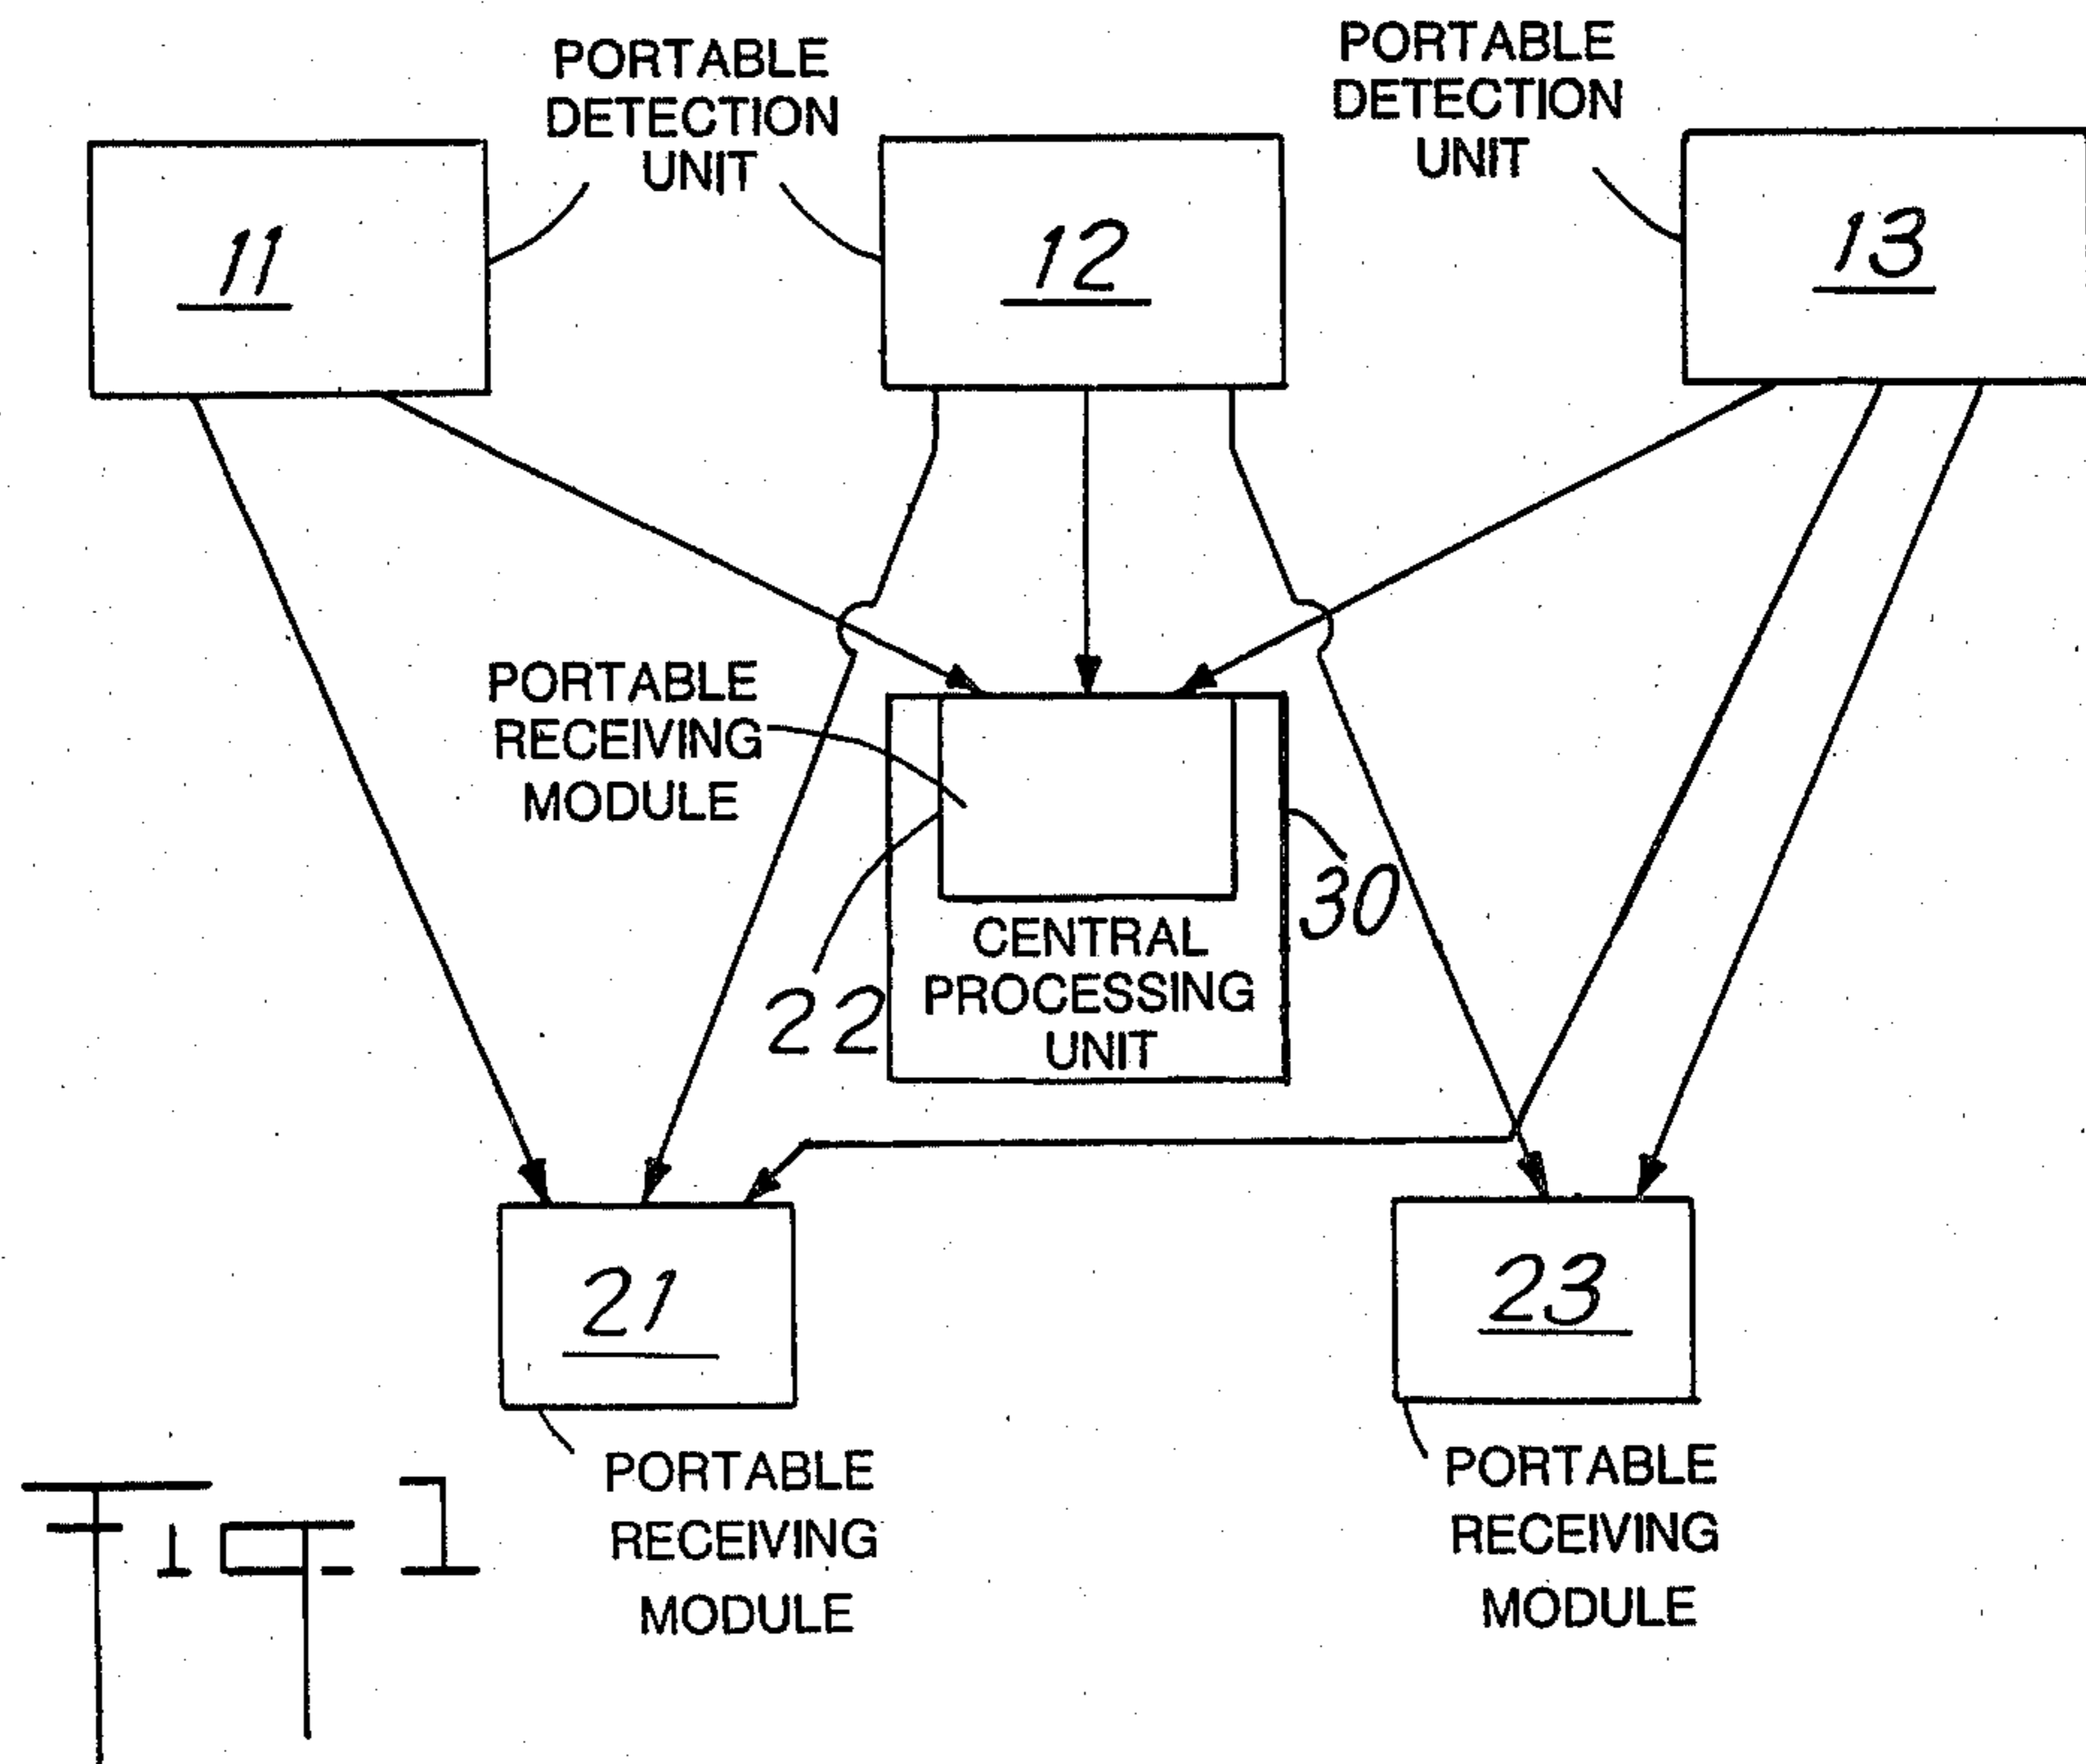 PORTABLE
DETECTION
UNIT
PORTABLE
DETECTION
UNIT
11
12
13
PORTABLE
RECEIVING
MODULE
22
30
CENTRAL
PROCESSING
UNIT
21
23
PORTABLE
RECEIVING
MODULE
PORTABLE
RECEIVING
MODULE
Fig 1